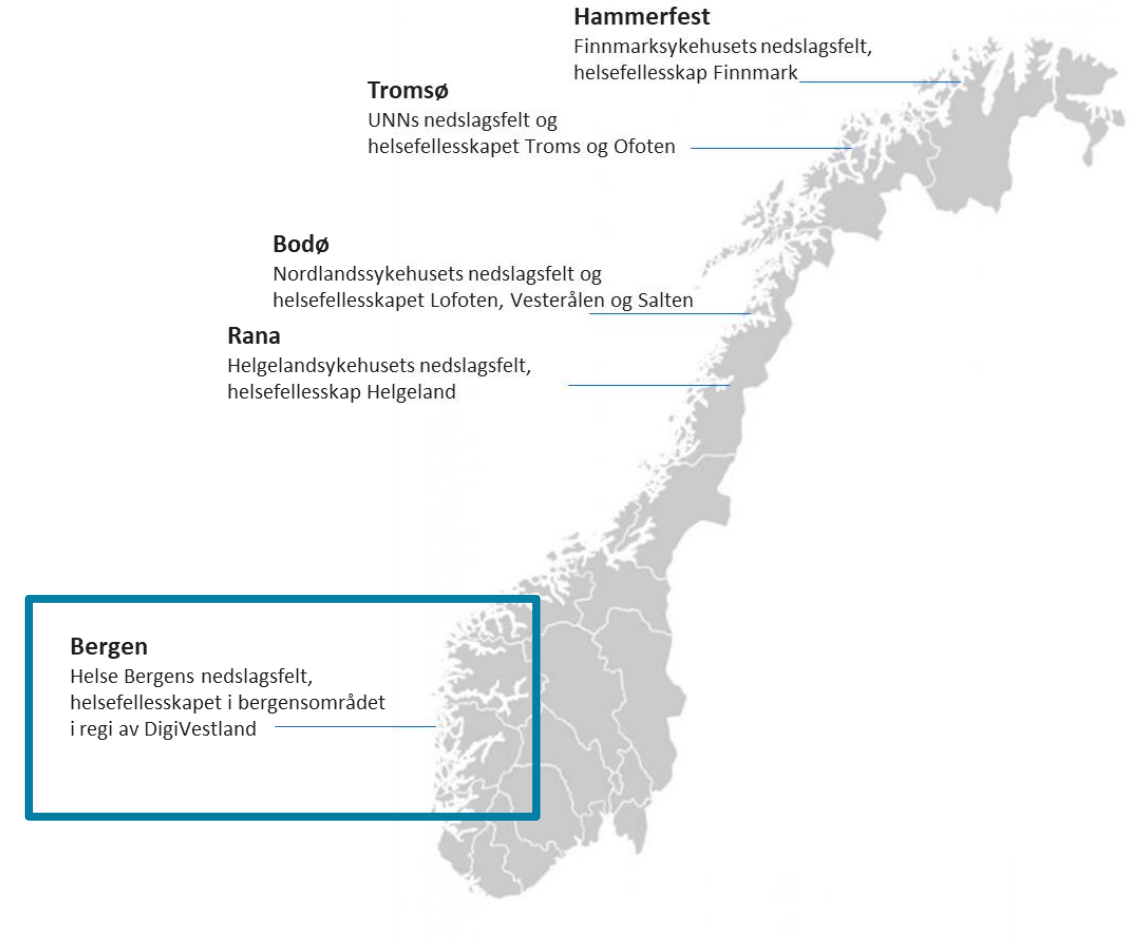 Hammerfest
Finnmarksykehusets nedslagsfelt,
helsefellesskap Finnmark
Tromsø
UNNs nedslagsfelt og
helsefellesskapet Troms og Ofoten
Bodø
Nordlandssykehusets nedslagsfelt og
helsefellesskapet Lofoten, Vesterålen og Salten
Rana
Helgelandsykehusets nedslagsfelt,
helsefellesskap Helgeland
Bergen
Helse Bergens nedslagsfelt,
helsefellesskapet i bergensområdet
i regi av DigiVestland